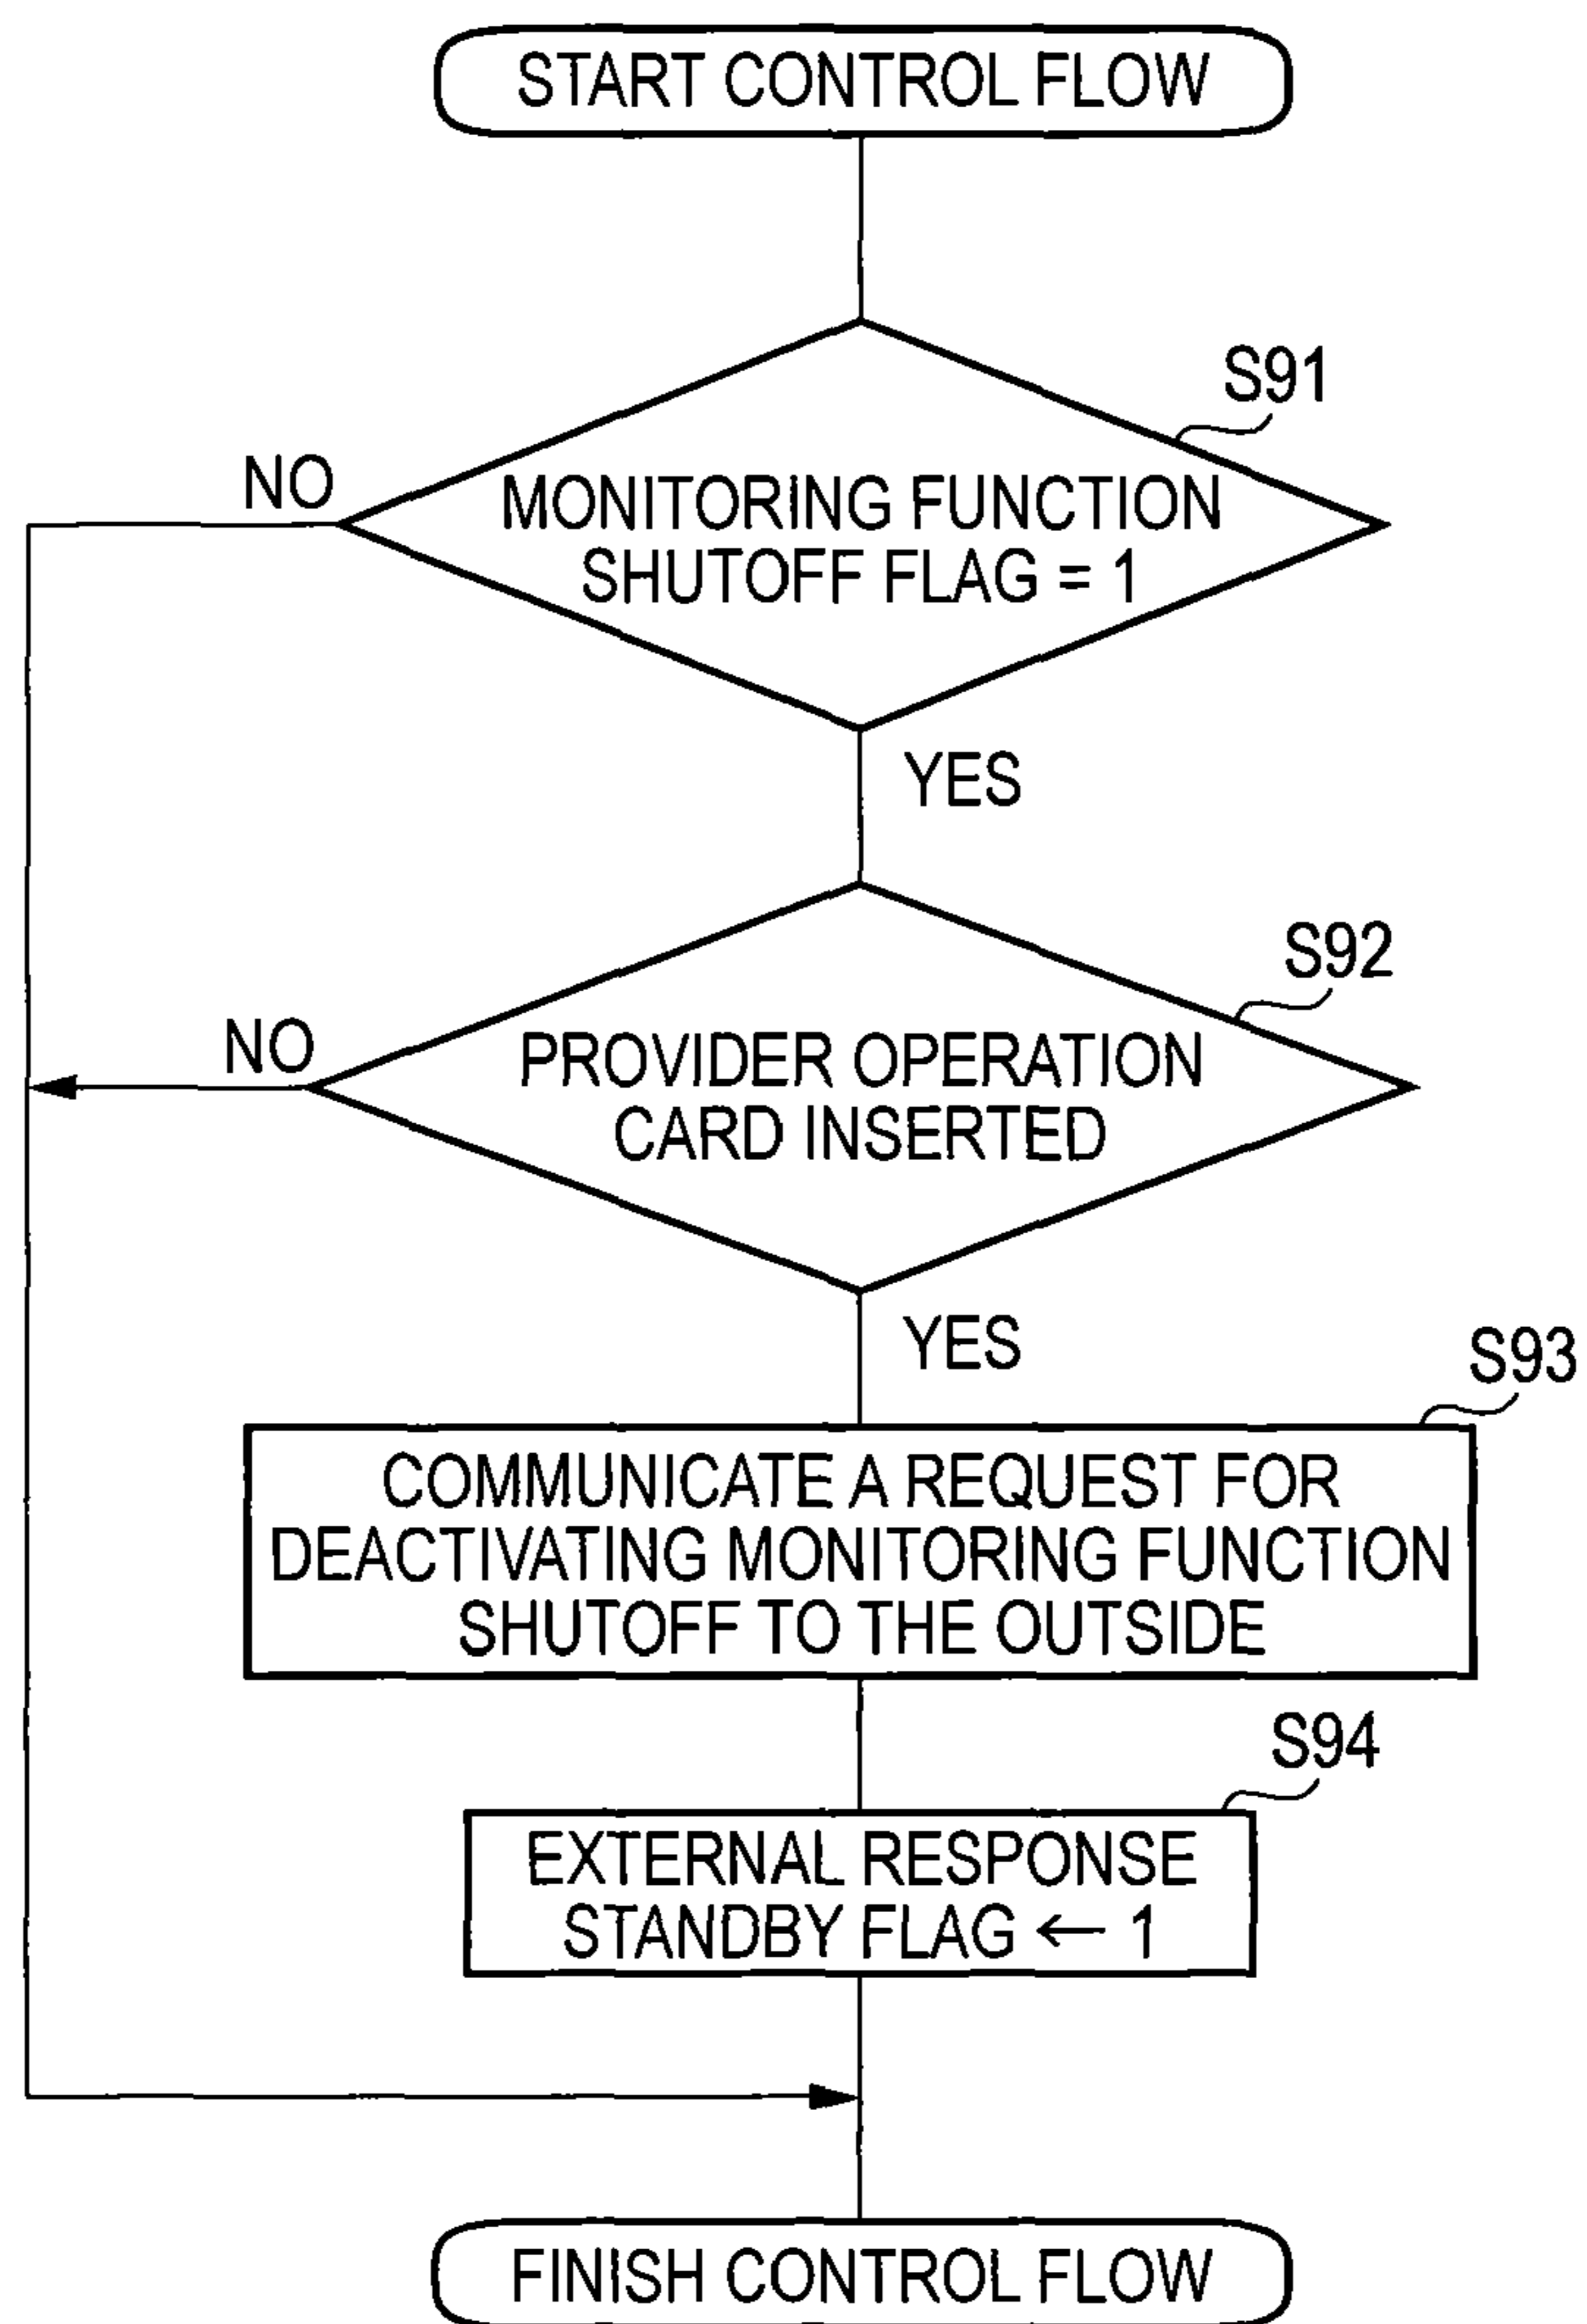 START CONTROL FLOW
S91
NO
MONITORING FUNCTION
SHUTOFF FLAG = 1
YES
S92
NO
PROVIDER OPERATION
CARD INSERTED
YES
S93
COMMUNICATE A REQUEST FOR
DEACTIVATING MONITORING FUNCTION
SHUTOFF TO THE OUTSIDE
S94
EXTERNAL RESPONSE
STANDBY FLAG ← 1
FINISH CONTROL FLOW